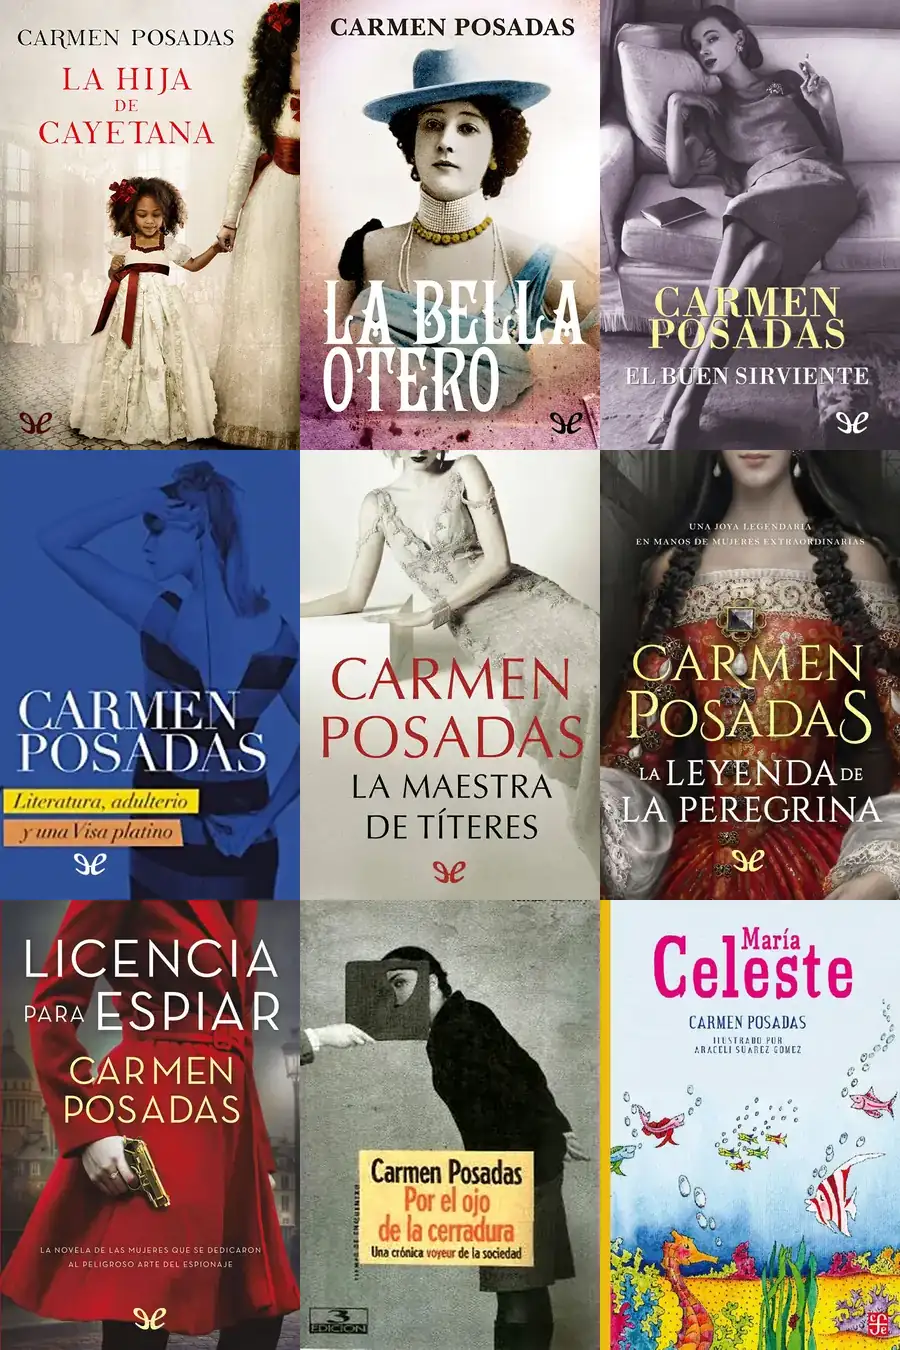 CARMEN POSADAS
LA HIJA
DE
CAYETANA
CARMEN POSADAS
LA BELLA
OTERO
CARMEN
POSADAS
EL BUEN SIRVIENTE
CARMEN
POSADAS
Literatura, adulterio
y una Visa platino
CARMEN
POSADAS
LA MAESTRA
DE TÍTERES
UNA JOYA LEGENDARIA
EN MANOS DE MUJERES EXTRAORDINARIAS
CARMEN
POSADAS
LA LEYENDA DE
LA PEREGRINA
LICENCIA
PARA ESPIAR
CARMEN
POSADAS
LA NOVELA DE LAS MUJERES QUE SE DEDICARON
AL PELIGROSO ARTE DEL ESPIONAJE
Carmen Posadas
Por el ojo
de la cerradura
Una crónica voyeur de la sociedad
3
EDICION
María
Celeste
CARMEN POSADAS
ILUSTRADO POR
ARACELI SUÁREZ GÓMEZ